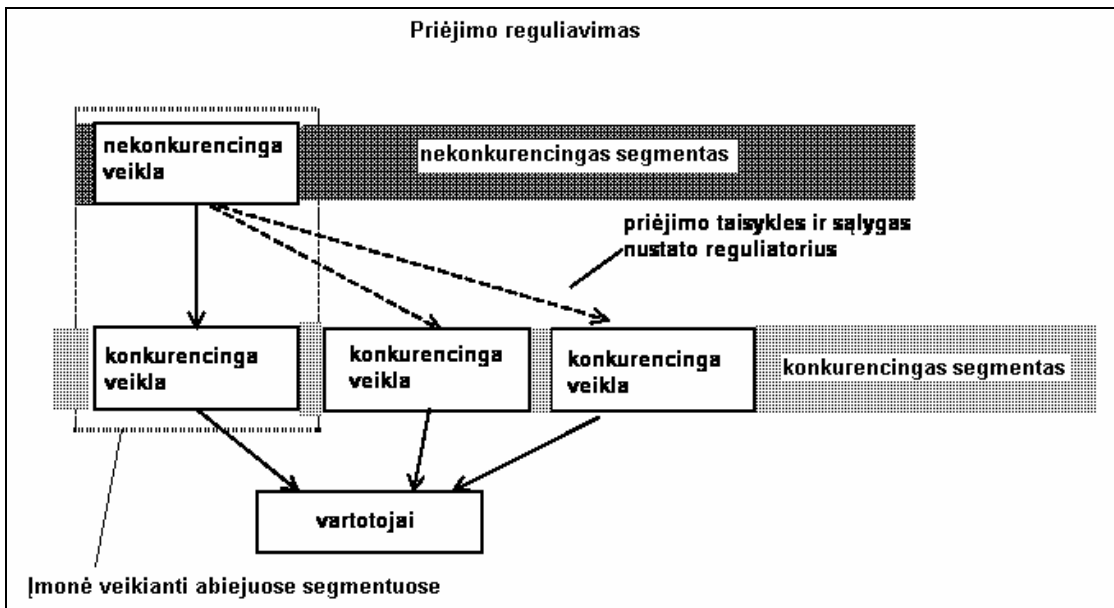 Priėjimo reguliavimas
nekonkurencinga
veikla
nekonkurencingas segmentas
priėjimo taisykles ir sąlygas
nustato reguliatorius
konkurencinga
veikla
konkurencinga
veikla
konkurencinga
veikla
konkurencingas segmentas
vartotojai
Įmonė veikianti abiejuose segmentuose